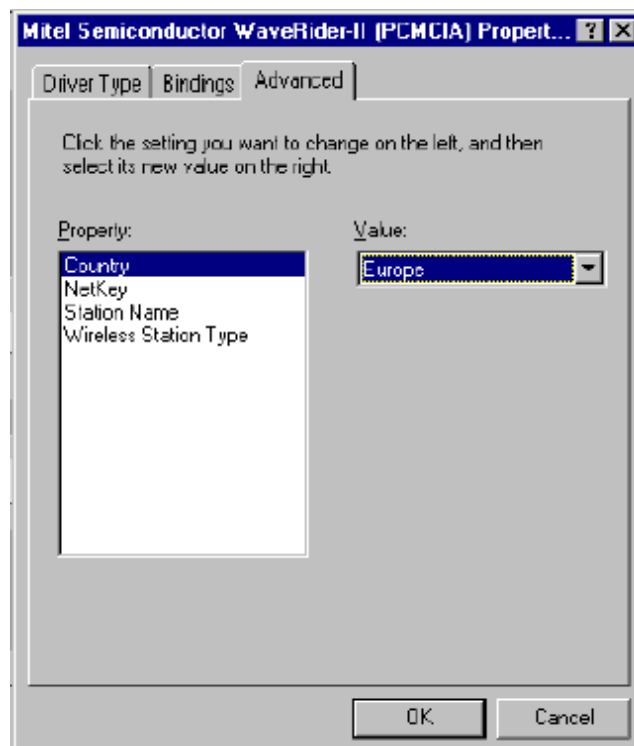 Mitel Semiconductor WaveRider-II (PCMCIA) Propert...
Driver Type Bindings Advanced
Click the setting you want to change on the left, and then
select its new value on the right.
Property: Value:
Country Europe
NetKey
Station Name
Wireless Station Type
OK Cancel